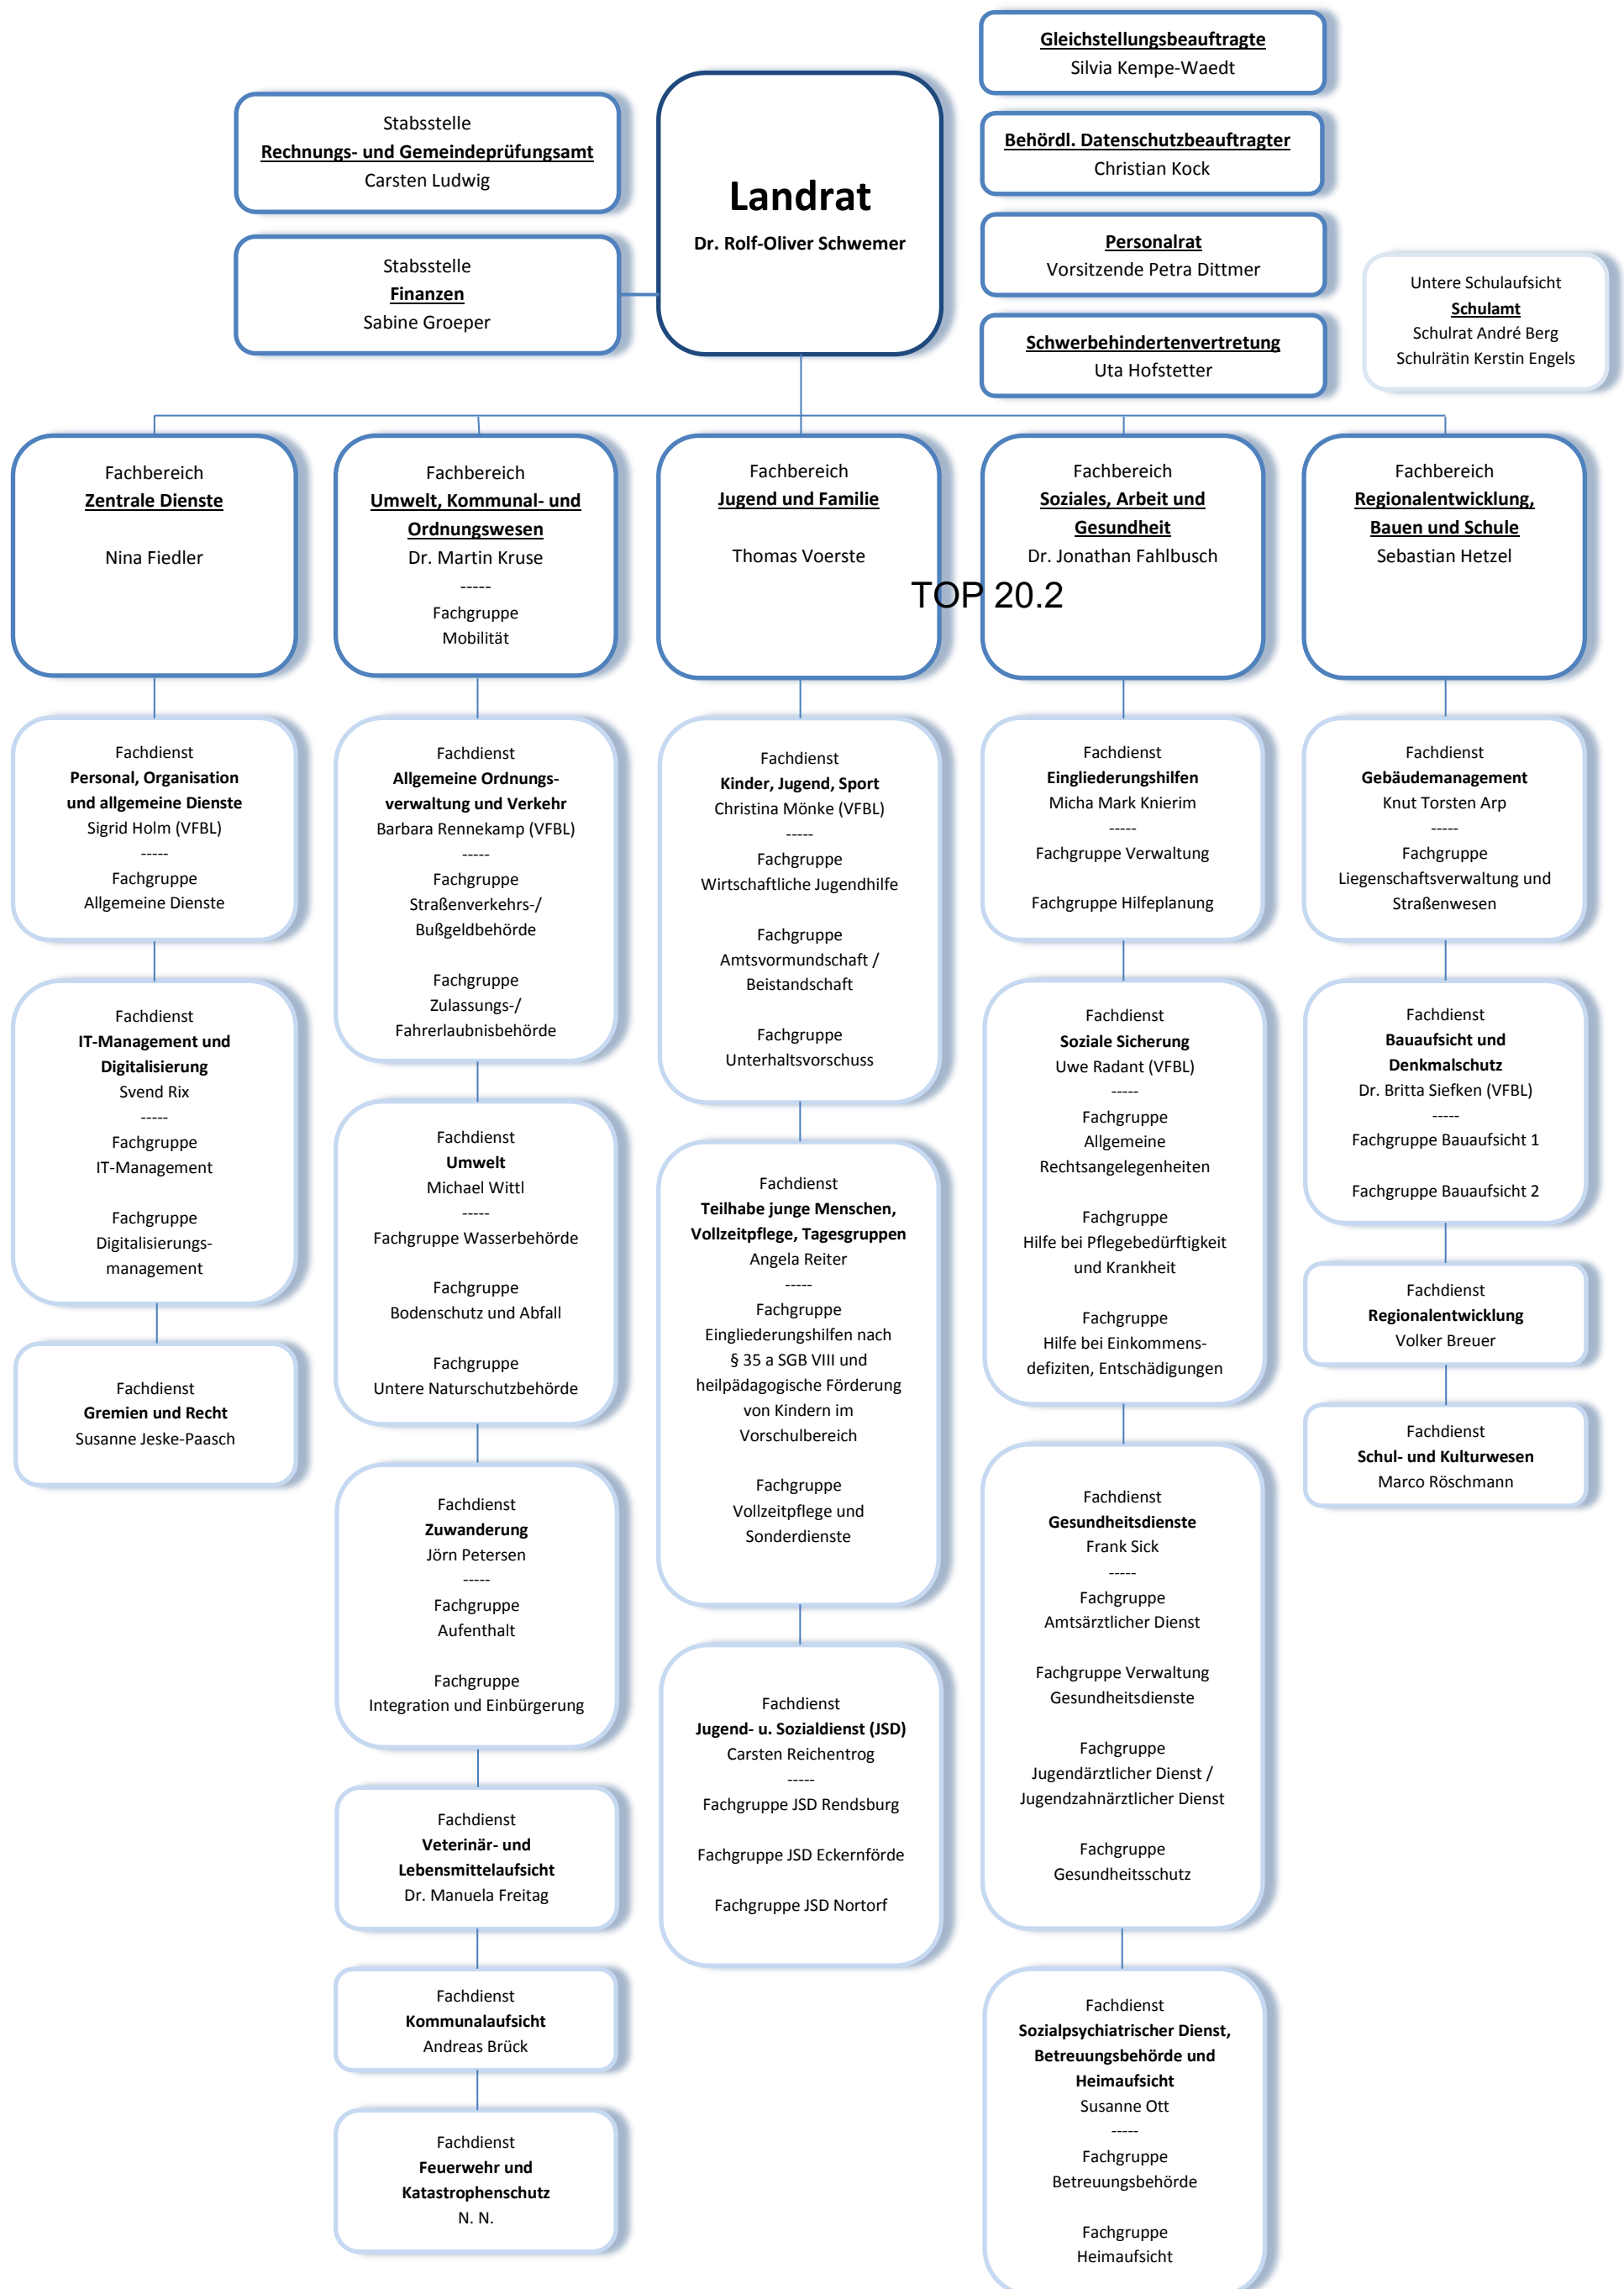 Gleichstellungsbeauftragte
Silvia Kempe-Waedt
Stabsstelle
Rechnungs- und Gemeindeprüfungsamt
Carsten Ludwig
Behördl. Datenschutzbeauftragter
Christian Kock
Landrat
Dr. Rolf-Oliver Schwemer
Stabsstelle
Finanzen
Sabine Groeper
Personalrat
Vorsitzende Petra Dittmer
Untere Schulaufsicht
Schulamt
Schulrat André Berg
Schulrätin Kerstin Engels
Schwerbehindertenvertretung
Uta Hofstetter
Fachbereich
Zentrale Dienste
Nina Fiedler
Fachbereich
Umwelt, Kommunal- und
Ordnungswesen
Dr. Martin Kruse
-----
Fachgruppe
Mobilität
Fachbereich
Jugend und Familie
Thomas Voerste
Fachbereich
Soziales, Arbeit und
Gesundheit
Dr. Jonathan Fahlbusch
Fachbereich
Regionalentwicklung,
Bauen und Schule
Sebastian Hetzel
TOP 20.2
Fachdienst
Personal, Organisation
und allgemeine Dienste
Sigrid Holm (VFBL)
-----
Fachgruppe
Allgemeine Dienste
Fachdienst
IT-Management und
Digitalisierung
Svend Rix
-----
Fachgruppe
IT-Management
Fachgruppe
Digitalisierungs-
management
Fachdienst
Gremien und Recht
Susanne Jeske-Paasch
Fachdienst
Allgemeine Ordnungs-
verwaltung und Verkehr
Barbara Rennekamp (VFBL)
-----
Fachgruppe
Straßenverkehrs-/
Bußgeldbehörde
Fachgruppe
Zulassungs-/
Fahrerlaubnisbehörde
Fachdienst
Umwelt
Michael Wittl
-----
Fachgruppe Wasserbehörde
Fachgruppe
Bodenschutz und Abfall
Fachgruppe
Untere Naturschutzbehörde
Fachdienst
Zuwanderung
Jörn Petersen
-----
Fachgruppe
Aufenthalt
Fachgruppe
Integration und Einbürgerung
Fachdienst
Veterinär- und
Lebensmittelaufsicht
Dr. Manuela Freitag
Fachdienst
Kommunalaufsicht
Andreas Brück
Fachdienst
Feuerwehr und
Katastrophenschutz
N. N.
Fachdienst
Kinder, Jugend, Sport
Christina Mönke (VFBL)
-----
Fachgruppe
Wirtschaftliche Jugendhilfe
Fachgruppe
Amtsvormundschaft /
Beistandschaft
Fachgruppe
Unterhaltsvorschuss
Fachdienst
Teilhabe junge Menschen,
Vollzeitpflege, Tagesgruppen
Angela Reiter
-----
Fachgruppe
Eingliederungshilfen nach
§ 35 a SGB VIII und
heilpädagogische Förderung
von Kindern im
Vorschulbereich
Fachgruppe
Vollzeitpflege und
Sonderdienste
Fachdienst
Jugend- u. Sozialdienst (JSD)
Carsten Reichentrog
-----
Fachgruppe JSD Rendsburg
Fachgruppe JSD Eckernförde
Fachgruppe JSD Nortorf
Fachdienst
Eingliederungshilfen
Micha Mark Knierim
-----
Fachgruppe Verwaltung
Fachgruppe Hilfeplanung
Fachdienst
Soziale Sicherung
Uwe Radant (VFBL)
-----
Fachgruppe
Allgemeine
Rechtsangelegenheiten
Fachgruppe
Hilfe bei Pflegebedürftigkeit
und Krankheit
Fachgruppe
Hilfe bei Einkommens-
defiziten, Entschädigungen
Fachdienst
Gesundheitsdienste
Frank Sick
-----
Fachgruppe
Amtsärztlicher Dienst
Fachgruppe Verwaltung
Gesundheitsdienste
Fachgruppe
Jugendärztlicher Dienst /
Jugendzahnärztlicher Dienst
Fachgruppe
Gesundheitsschutz
Fachdienst
Sozialpsychiatrischer Dienst,
Betreuungsbehörde und
Heimaufsicht
Susanne Ott
-----
Fachgruppe
Betreuungsbehörde
Fachgruppe
Heimaufsicht
Fachdienst
Gebäudemanagement
Knut Torsten Arp
-----
Fachgruppe
Liegenschaftsverwaltung und
Straßenwesen
Fachdienst
Bauaufsicht und
Denkmalschutz
Dr. Britta Siefken (VFBL)
-----
Fachgruppe Bauaufsicht 1
Fachgruppe Bauaufsicht 2
Fachdienst
Regionalentwicklung
Volker Breuer
Fachdienst
Schul- und Kulturwesen
Marco Röschmann